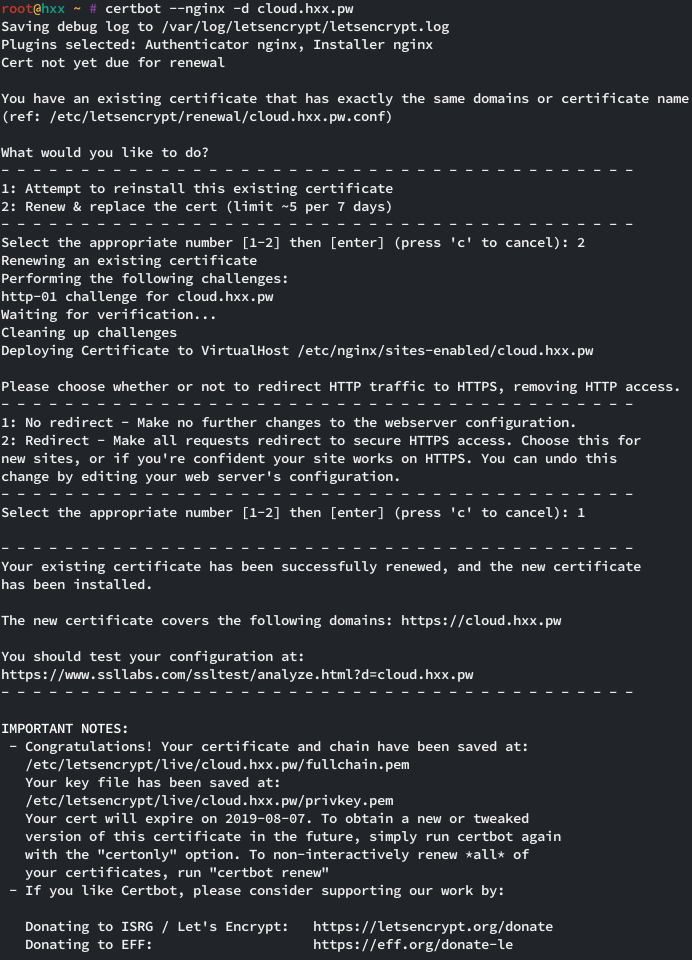 root@hxx ~ # certbot --nginx -d cloud.hxx.pw
Saving debug log to /var/log/letsencrypt/letsencrypt.log
Plugins selected: Authenticator nginx, Installer nginx
Cert not yet due for renewal
You have an existing certificate that has exactly the same domains or certificate name
(ref: /etc/letsencrypt/renewal/cloud.hxx.pw.conf)
What would you like to do?
- - - - - - - - - - - - - - - - - - - - - - - - - - - - - - - - - - - - - - - -
1: Attempt to reinstall this existing certificate
2: Renew & replace the cert (limit ~5 per 7 days)
- - - - - - - - - - - - - - - - - - - - - - - - - - - - - - - - - - - - - - - -
Select the appropriate number [1-2] then [enter] (press 'c' to cancel): 2
Renewing an existing certificate
Performing the following challenges:
http-01 challenge for cloud.hxx.pw
Waiting for verification...
Cleaning up challenges
Deploying Certificate to VirtualHost /etc/nginx/sites-enabled/cloud.hxx.pw
Please choose whether or not to redirect HTTP traffic to HTTPS, removing HTTP access.
- - - - - - - - - - - - - - - - - - - - - - - - - - - - - - - - - - - - - - - -
1: No redirect - Make no further changes to the webserver configuration.
2: Redirect - Make all requests redirect to secure HTTPS access. Choose this for
new sites, or if you're confident your site works on HTTPS. You can undo this
change by editing your web server's configuration.
- - - - - - - - - - - - - - - - - - - - - - - - - - - - - - - - - - - - - - - -
Select the appropriate number [1-2] then [enter] (press 'c' to cancel): 1
- - - - - - - - - - - - - - - - - - - - - - - - - - - - - - - - - - - - - - - -
Your existing certificate has been successfully renewed, and the new certificate
has been installed.
The new certificate covers the following domains: https://cloud.hxx.pw
You should test your configuration at:
https://www.ssllabs.com/ssltest/analyze.html?d=cloud.hxx.pw
- - - - - - - - - - - - - - - - - - - - - - - - - - - - - - - - - - - - - - - -
IMPORTANT NOTES:
- Congratulations! Your certificate and chain have been saved at:
/etc/letsencrypt/live/cloud.hxx.pw/fullchain.pem
Your key file has been saved at:
/etc/letsencrypt/live/cloud.hxx.pw/privkey.pem
Your cert will expire on 2019-08-07. To obtain a new or tweaked
version of this certificate in the future, simply run certbot again
with the "certonly" option. To non-interactively renew *all* of
your certificates, run "certbot renew"
- If you like Certbot, please consider supporting our work by:
Donating to ISRG / Let's Encrypt: https://letsencrypt.org/donate
Donating to EFF: https://eff.org/donate-le